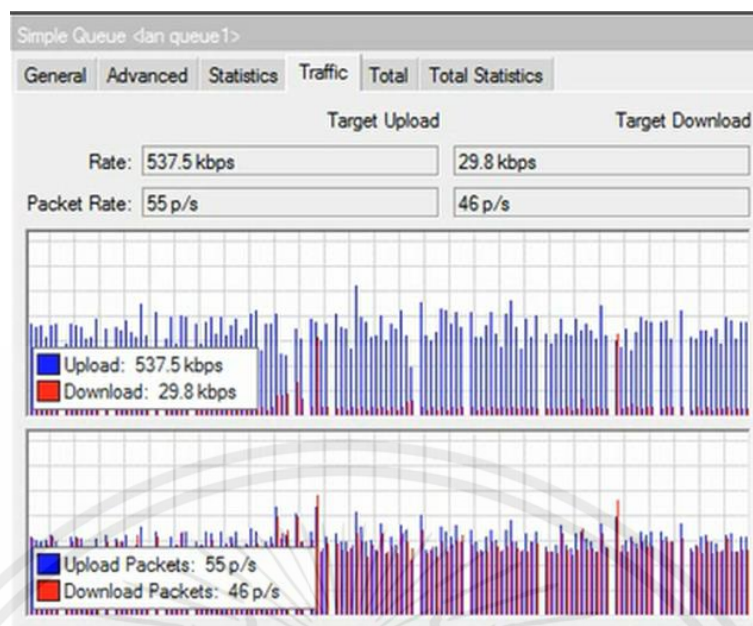 Simple Queue <lan queue1>
General Advanced Statistics Traffic Total Total Statistics
Target Upload Target Download
Rate: 537.5 kbps 29.8 kbps
Packet Rate: 55 p/s 46 p/s
Upload: 537.5 kbps
Download: 29.8 kbps
Upload Packets: 55 p/s
Download Packets: 46 p/s